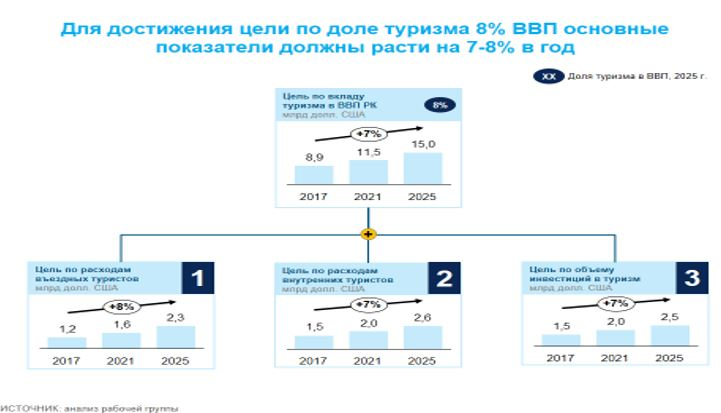 Для достижения цели по доле туризма 8% ВВП основные
показатели должны расти на 7-8% в год
XX Доля туризма в ВВП, 2025 г.
Цель по вкладу
туризма в ВВП РК
млрд долл. США
8%
+7%
8,9 11,5 15,0
2017 2021 2025
+
Цель по расходам
въездных туристов
млрд долл. США
1
+8%
1,2 1,6 2,3
2017 2021 2025
Цель по расходам
внутренних туристов
млрд долл. США
2
+7%
1,5 2,0 2,6
2017 2021 2025
Цель по объему
инвестиций в туризм
млрд долл. США
3
+7%
1,5 2,0 2,5
2017 2021 2025
ИСТОЧНИК: анализ рабочей группы